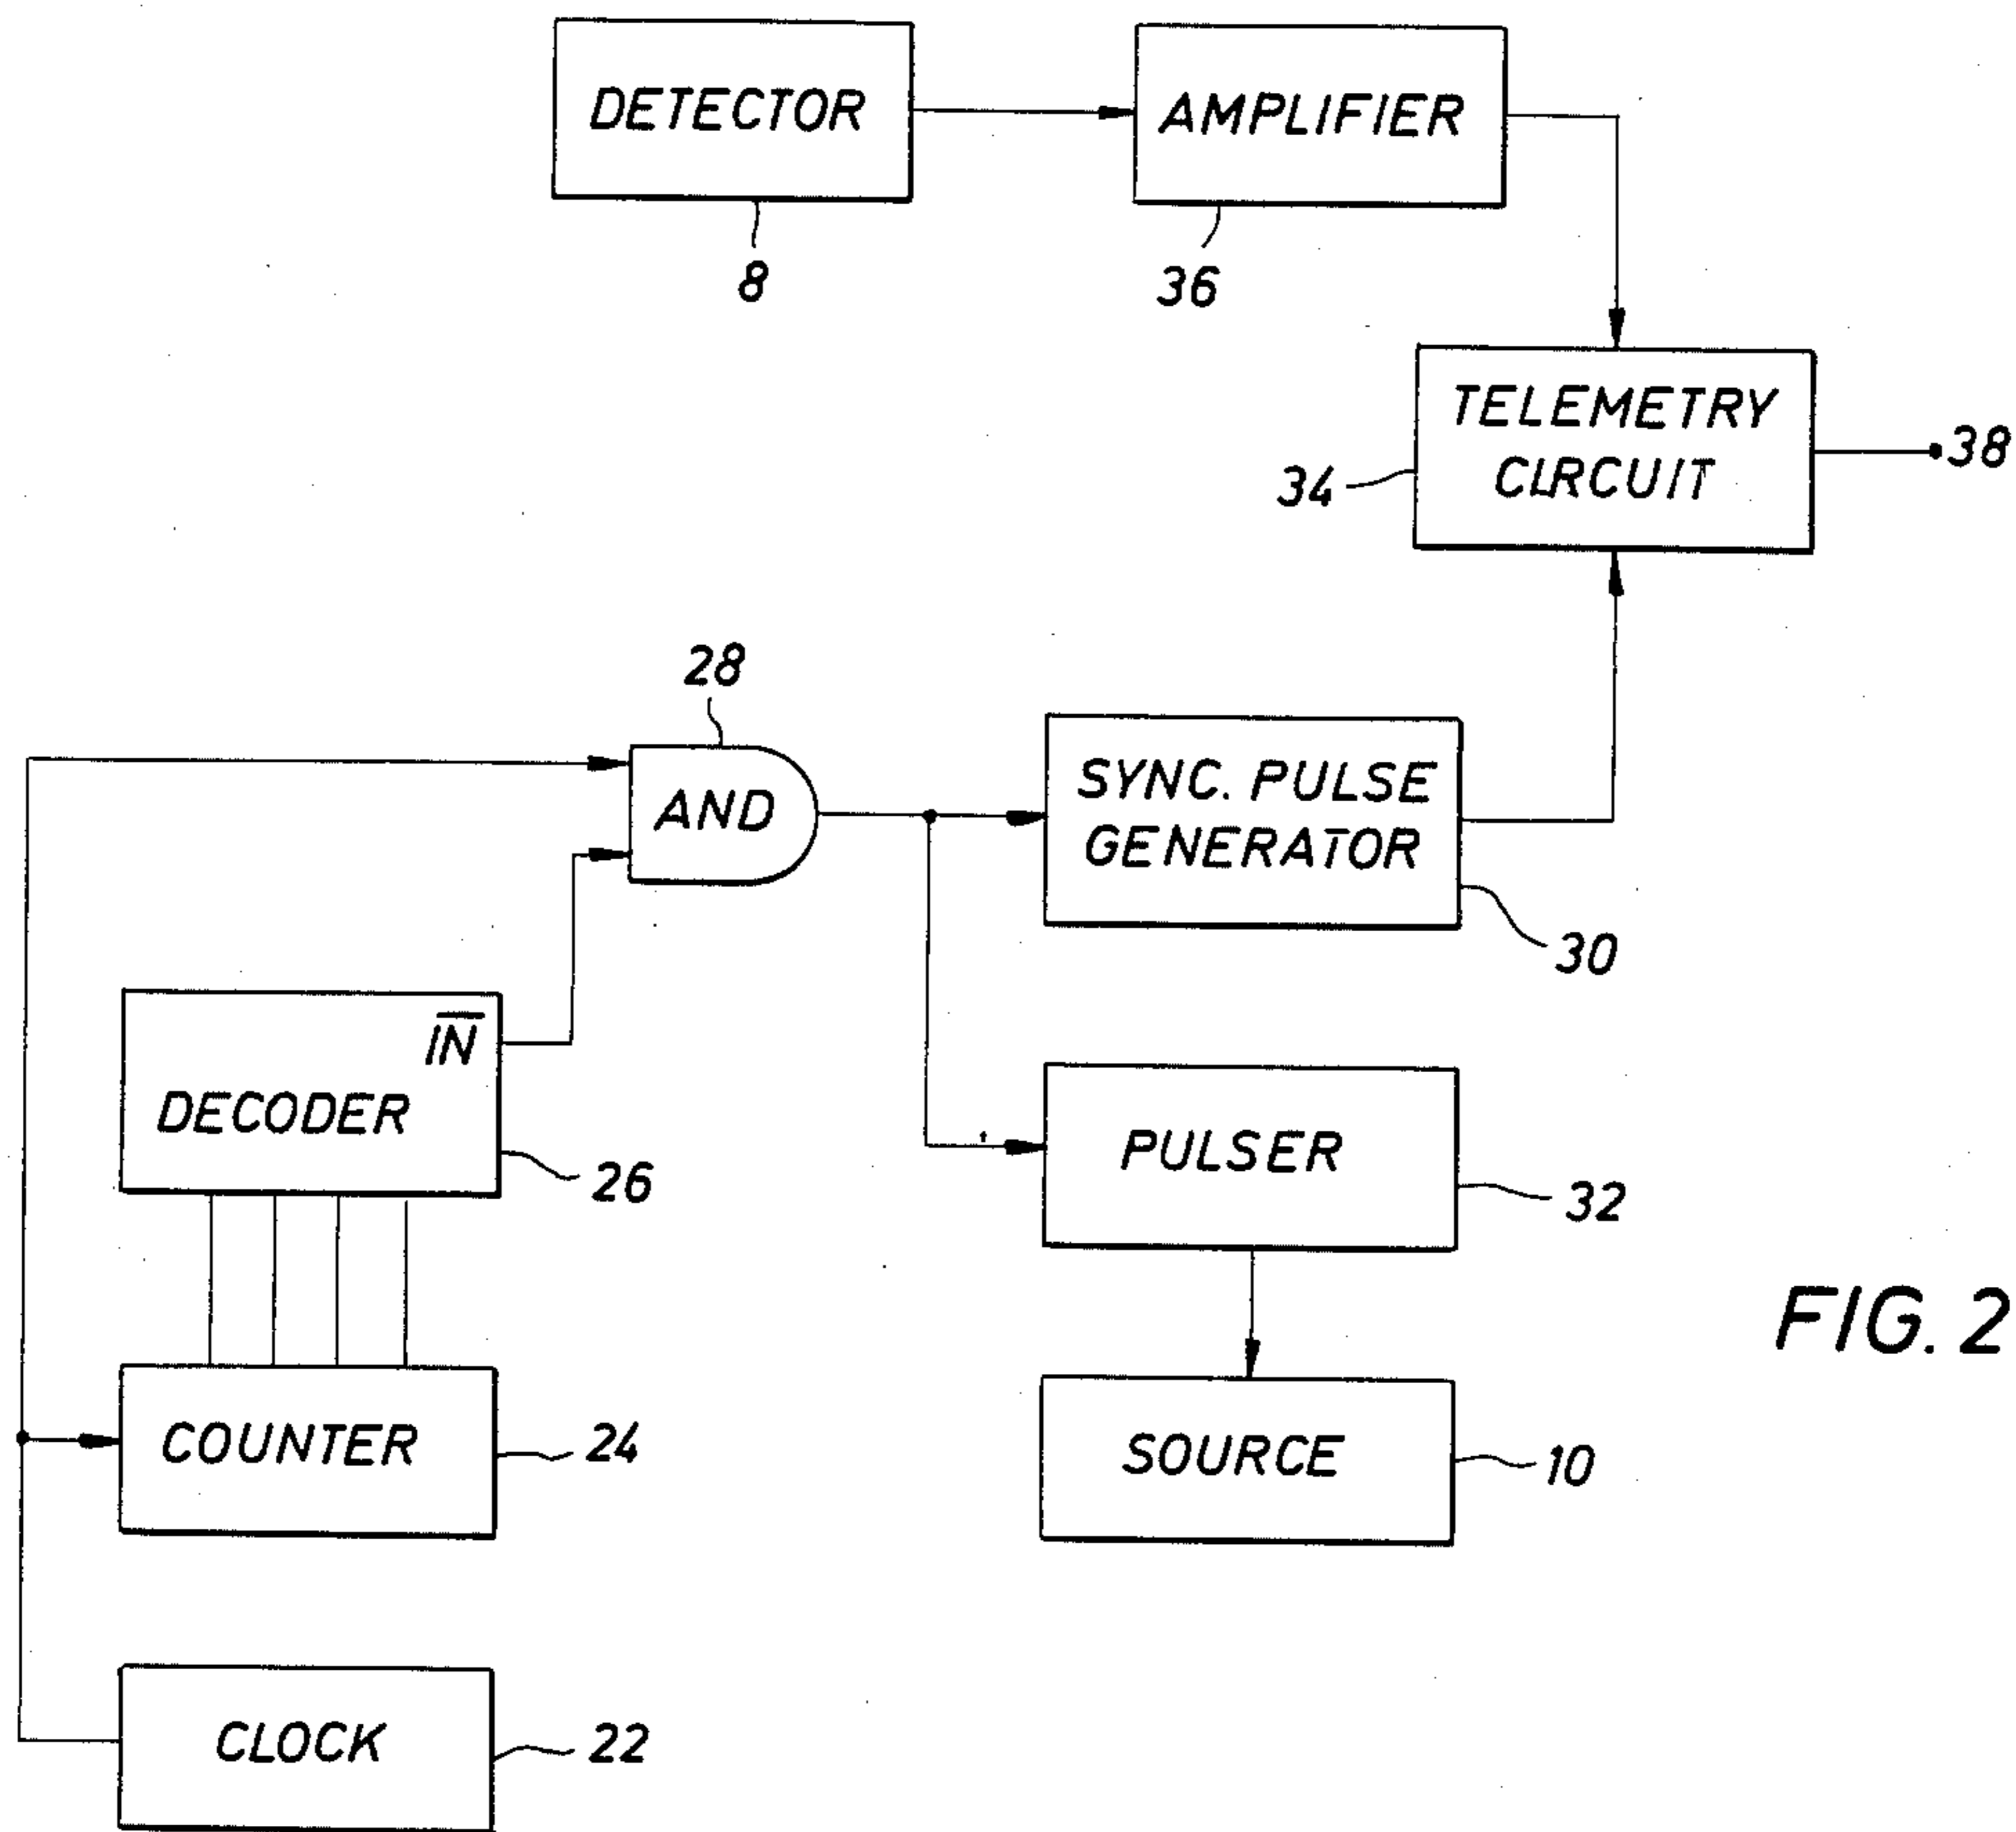 DETECTOR
AMPLIFIER
8
36
TELEMETRY
CIRCUIT
38
34
28
AND
SYNC. PULSE
GENERATOR
30
I̅N̅
DECODER
26
PULSER
32
FIG. 2
COUNTER
24
SOURCE
10
CLOCK
22